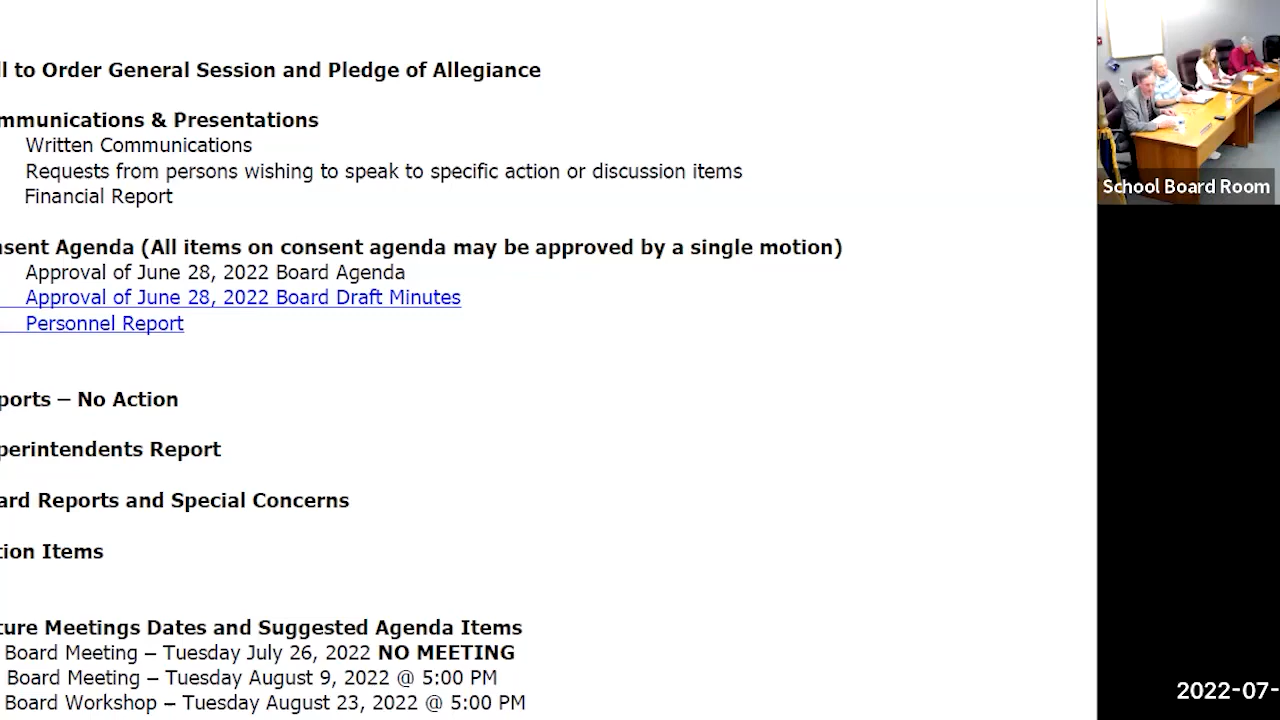 ll to Order General Session and Pledge of Allegiance
mmunications & Presentations
Written Communications
Requests from persons wishing to speak to specific action or discussion items
Financial Report
nsent Agenda (All items on consent agenda may be approved by a single motion)
Approval of June 28, 2022 Board Agenda
Approval of June 28, 2022 Board Draft Minutes
Personnel Report
ports – No Action
perintendents Report
ard Reports and Special Concerns
tion Items
ture Meetings Dates and Suggested Agenda Items
Board Meeting – Tuesday July 26, 2022 NO MEETING
Board Meeting – Tuesday August 9, 2022 @ 5:00 PM
Board Workshop – Tuesday August 23, 2022 @ 5:00 PM
School Board Room
2022-07-